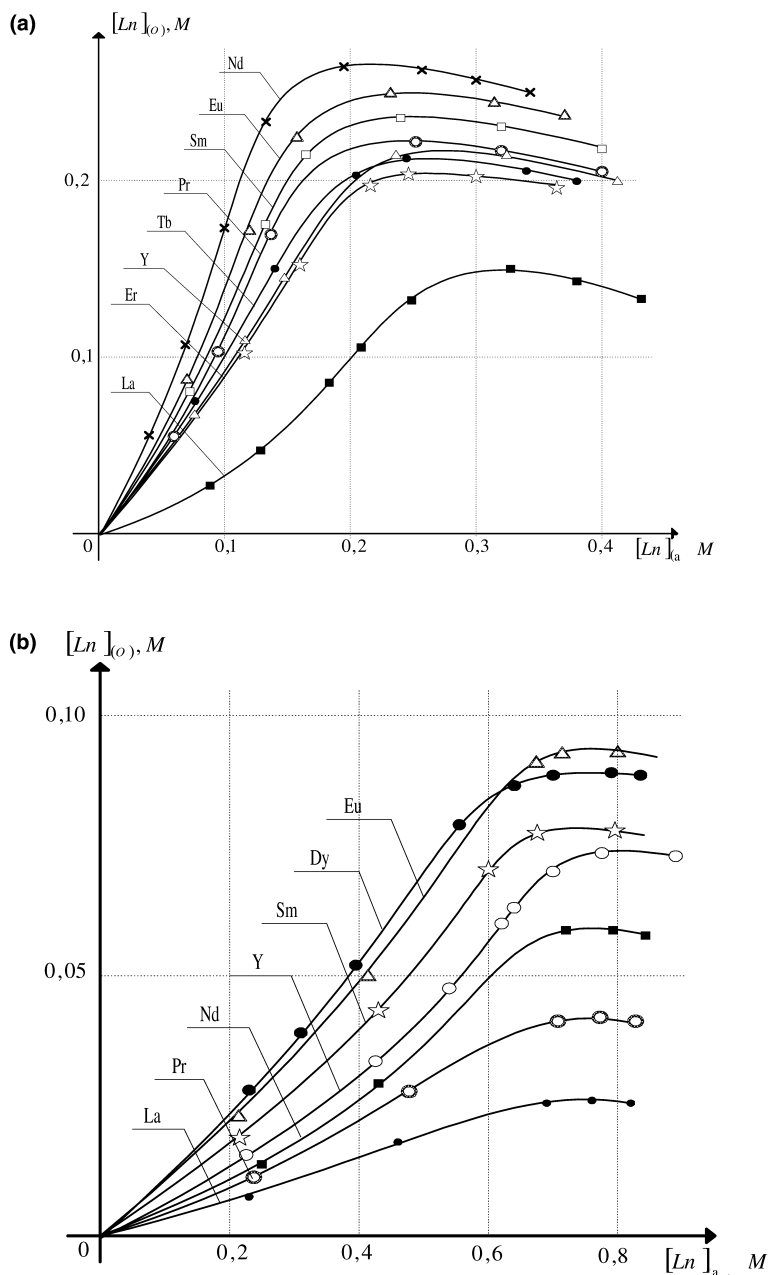 (a)
[Ln](o), M
Nd
Eu
Sm
Pr
0,2
Tb
Y
Er
0,1
La
0
0,1
0,2
0,3
0,4
[Ln](a M
(b)
[Ln](o), M
0,10
Eu
Dy
Sm
0,05
Y
Nd
Pr
La
0
0,2
0,4
0,6
0,8
[Ln]a M